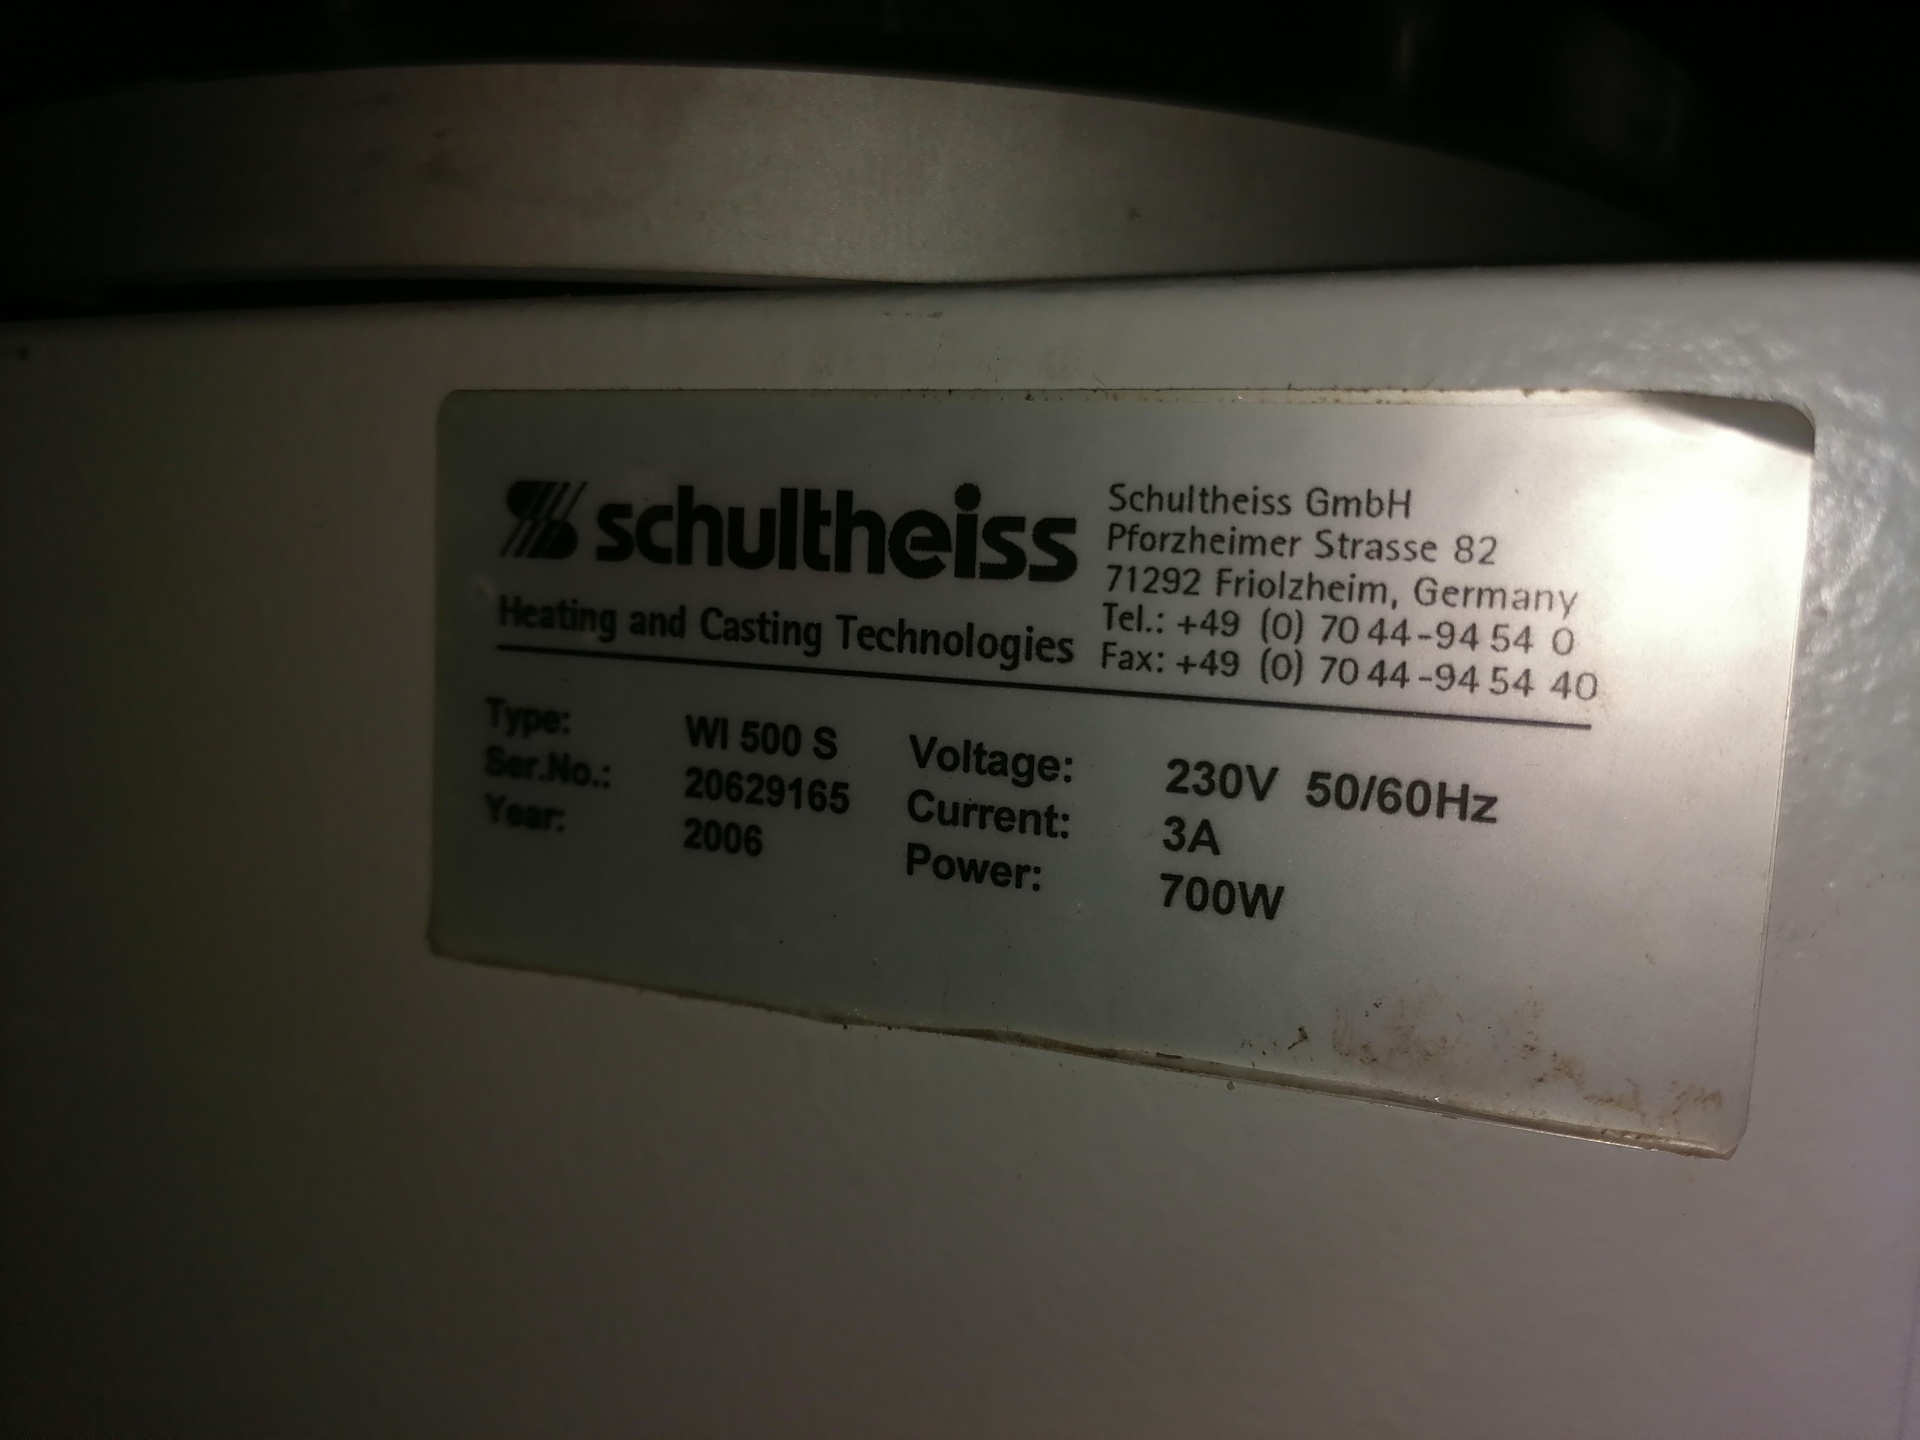 schultheiss
Heating and Casting Technologies
Schultheiss GmbH
Pforzheimer Strasse 82
71292 Friolzheim, Germany
Tel.: +49 (0) 70 44-94 54 0
Fax: +49 (0) 70 44-94 54 40
Type: WI 500 S
Ser.No.: 20629165
Year: 2006
Voltage: 230V 50/60Hz
Current: 3A
Power: 700W